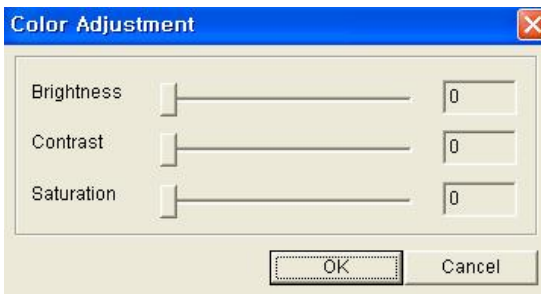 Color Adjustment
Brightness 0
Contrast 0
Saturation 0
OK Cancel